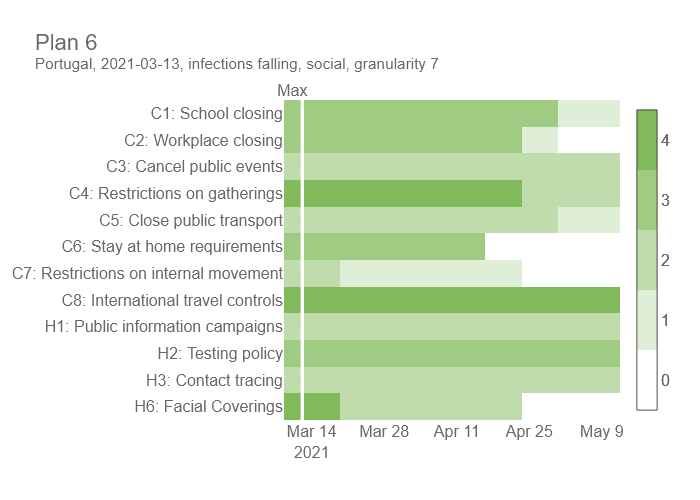 Plan 6
Portugal, 2021-03-13, infections falling, social, granularity 7
Max
C1: School closing
C2: Workplace closing
C3: Cancel public events
C4: Restrictions on gatherings
C5: Close public transport
C6: Stay at home requirements
C7: Restrictions on internal movement
C8: International travel controls
H1: Public information campaigns
H2: Testing policy
H3: Contact tracing
H6: Facial Coverings
Mar 14 Mar 28 Apr 11 Apr 25 May 9
2021
4
3
2
1
0